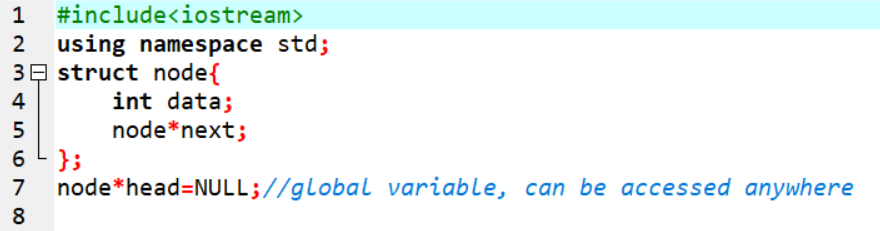 1 #include<iostream>
2 using namespace std;
3 struct node{
4 int data;
5 node*next;
6 };
7 node*head=NULL;//global variable, can be accessed anywhere
8